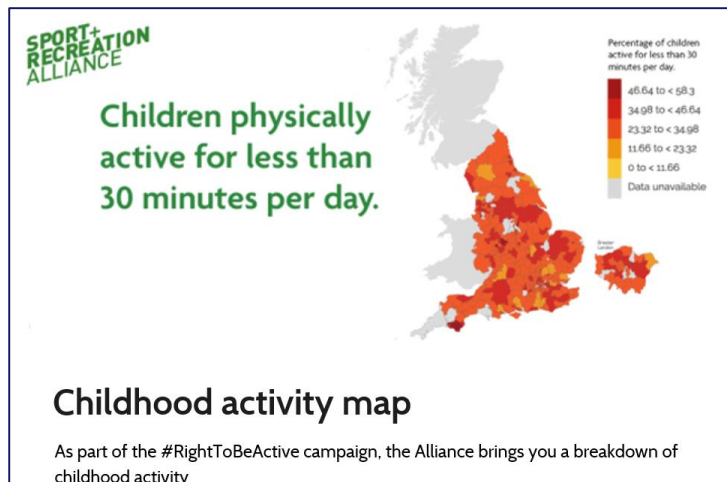 SPORT+
RECREATION
ALLIANCE
Children physically
active for less than
30 minutes per day.
Percentage of children
active for less than 30
minutes per day.
46.64 to < 58.3
34.98 to < 46.64
23.32 to < 34.98
11.66 to < 23.32
0 to < 11.66
Data unavailable
Greater
London
Childhood activity map
As part of the #RightToBeActive campaign, the Alliance brings you a breakdown of
childhood activity